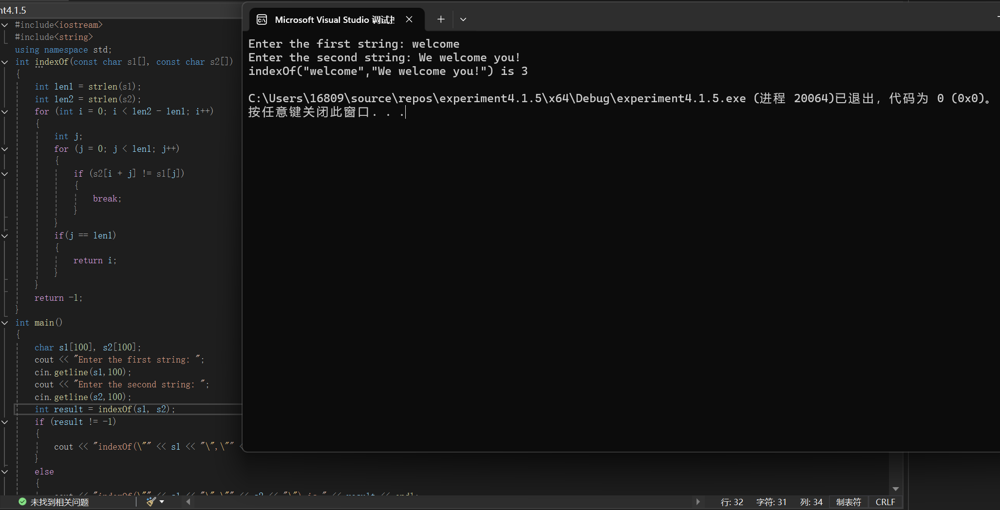 nt4.1.5
#include<iostream>
#include<string>
using namespace std;
int indexOf(const char s1[], const char s2[])
{
int len1 = strlen(s1);
int len2 = strlen(s2);
for (int i = 0; i < len2 - len1; i++)
{
int j;
for (j = 0; j < len1; j++)
{
if (s2[i + j] != s1[j])
{
break;
}
}
if(j == len1)
{
return i;
}
}
return -1;
}
int main()
{
char s1[100], s2[100];
cout << "Enter the first string: ";
cin.getline(s1,100);
cout << "Enter the second string: ";
cin.getline(s2,100);
int result = indexOf(s1, s2);
if (result != -1)
{
cout << "indexOf(\"" << s1 << "\",\"" <
}
else
{
cout << "indexOf(\"" << s1 << "\",\"" << s2 << "\") is " << result << endl;
未找到相关问题
行: 32 字符: 31 列: 34 制表符 CRLF
Microsoft Visual Studio 调试
Enter the first string: welcome
Enter the second string: We welcome you!
indexOf("welcome","We welcome you!") is 3
C:\Users\16809\source\repos\experiment4.1.5\x64\Debug\experiment4.1.5.exe (进程 20064)已退出，代码为 0 (0x0)。
按任意键关闭此窗口. . .